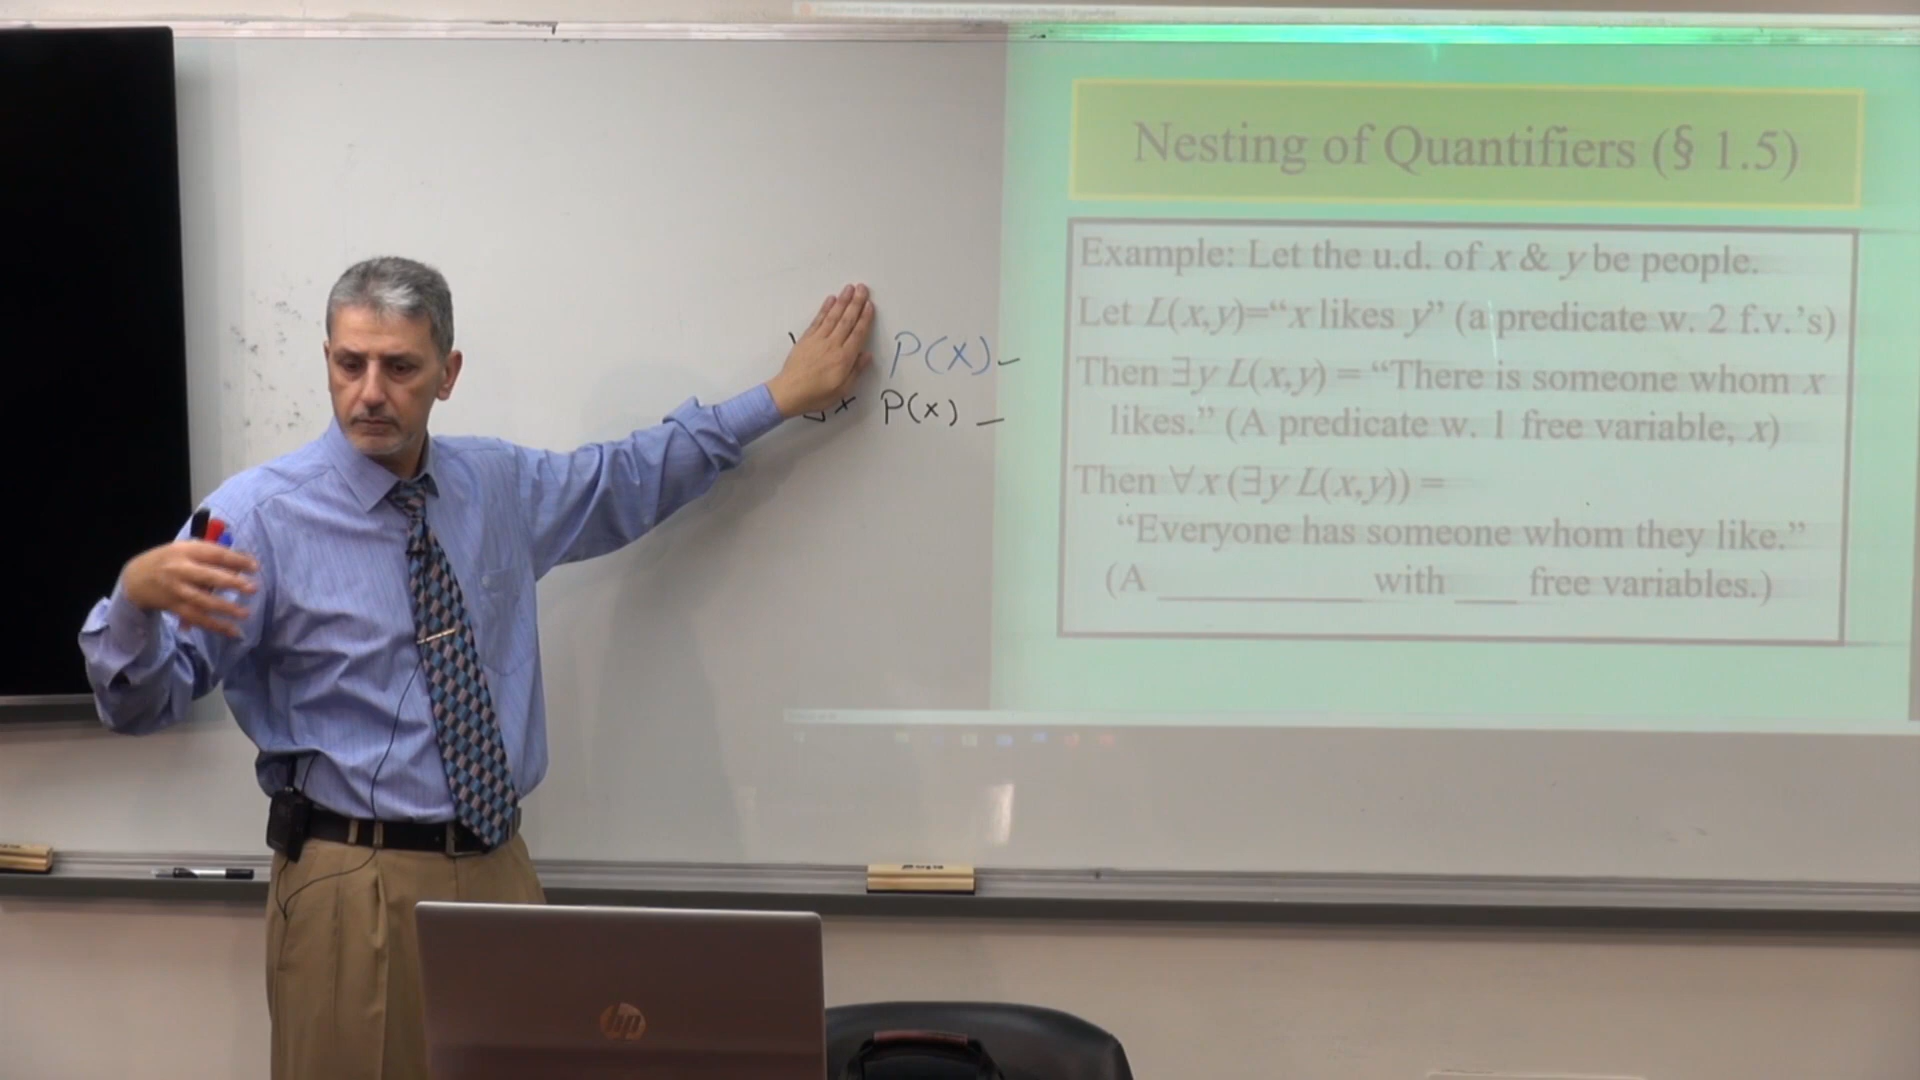 Nesting of Quantifiers (§ 1.5)
Example: Let the u.d. of x & y be people.
Let L(x,y)=“x likes y” (a predicate w. 2 f.v.’s)
Then ∃y L(x,y) = “There is someone whom x
likes.” (A predicate w. 1 free variable, x)
Then ∀x (∃y L(x,y)) =
“Everyone has someone whom they like.”
(A __________ with ___ free variables.)
P(x) -
x P(x) -
hp